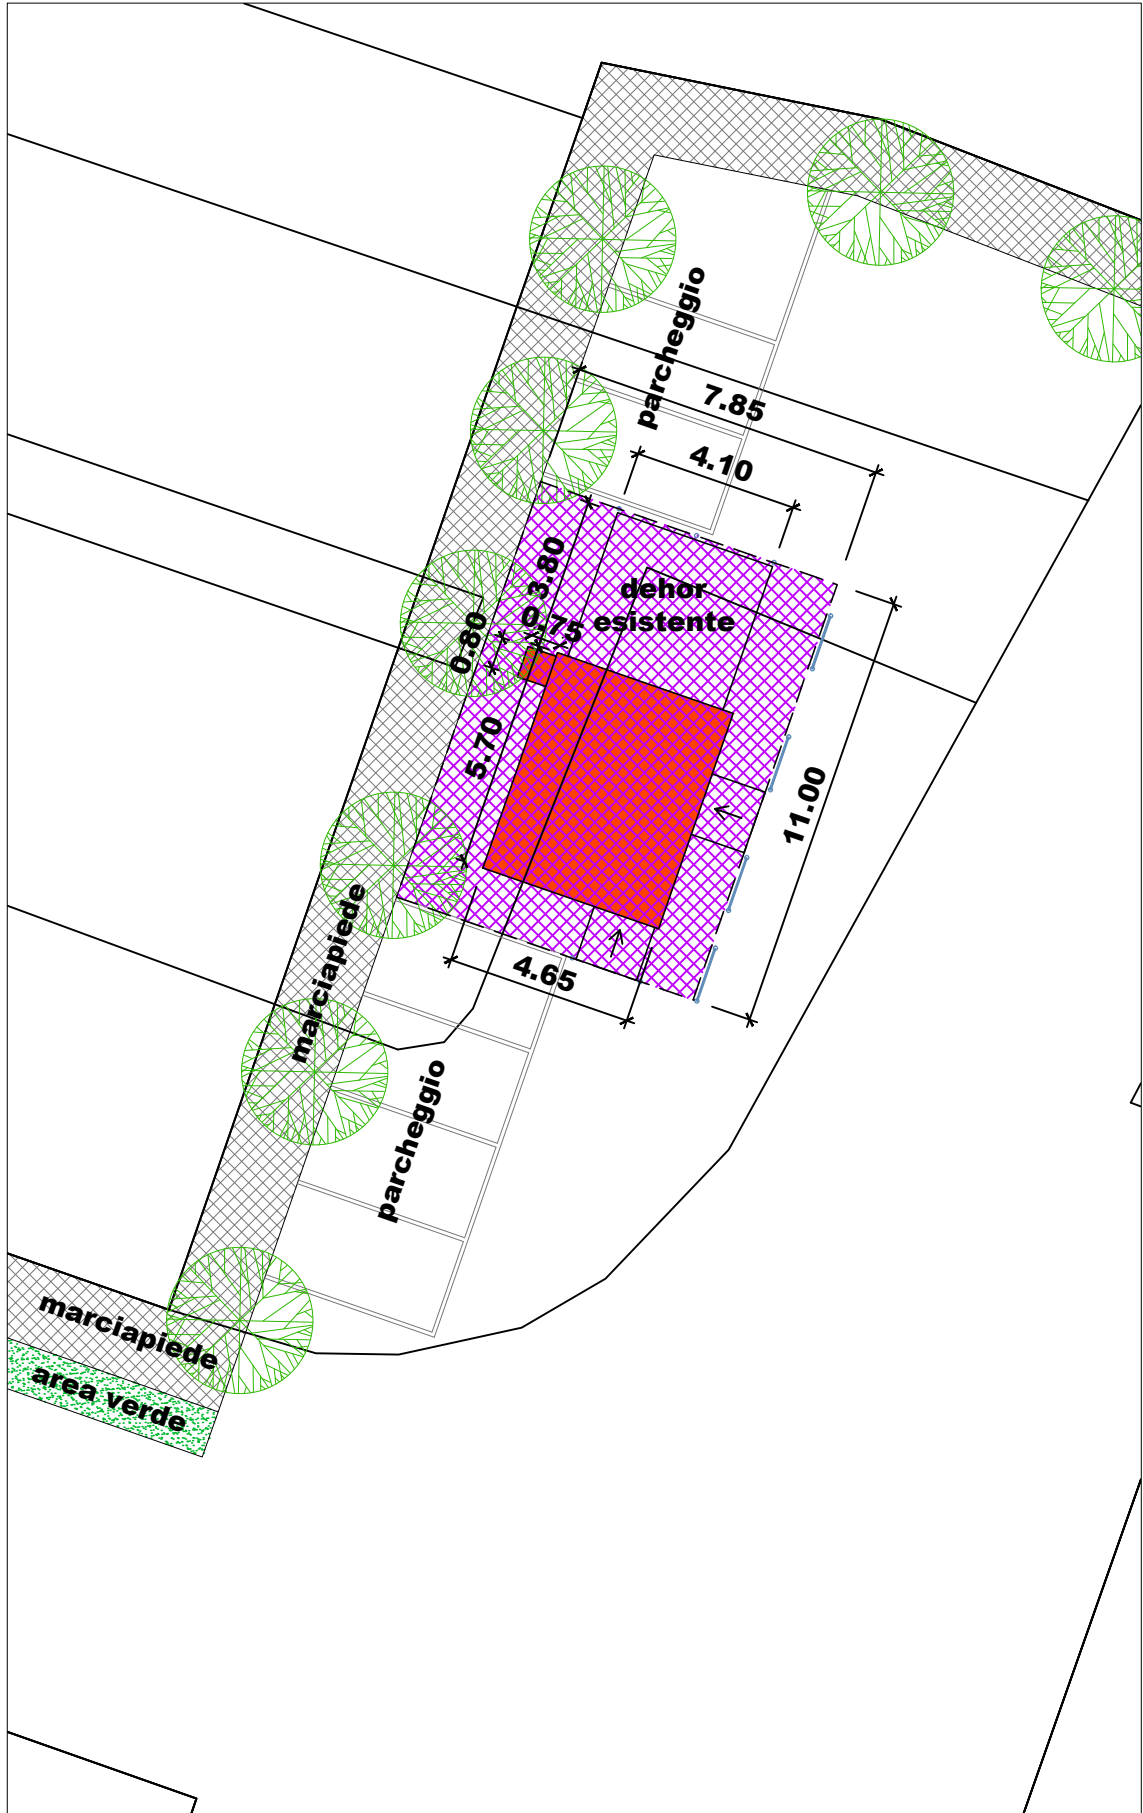 parcheggio
7.85
4.10
3.80
dehor
esistente
0.75
0.80
5.70
11.00
marciapiede
4.65
parcheggio
marciapiede
area verde